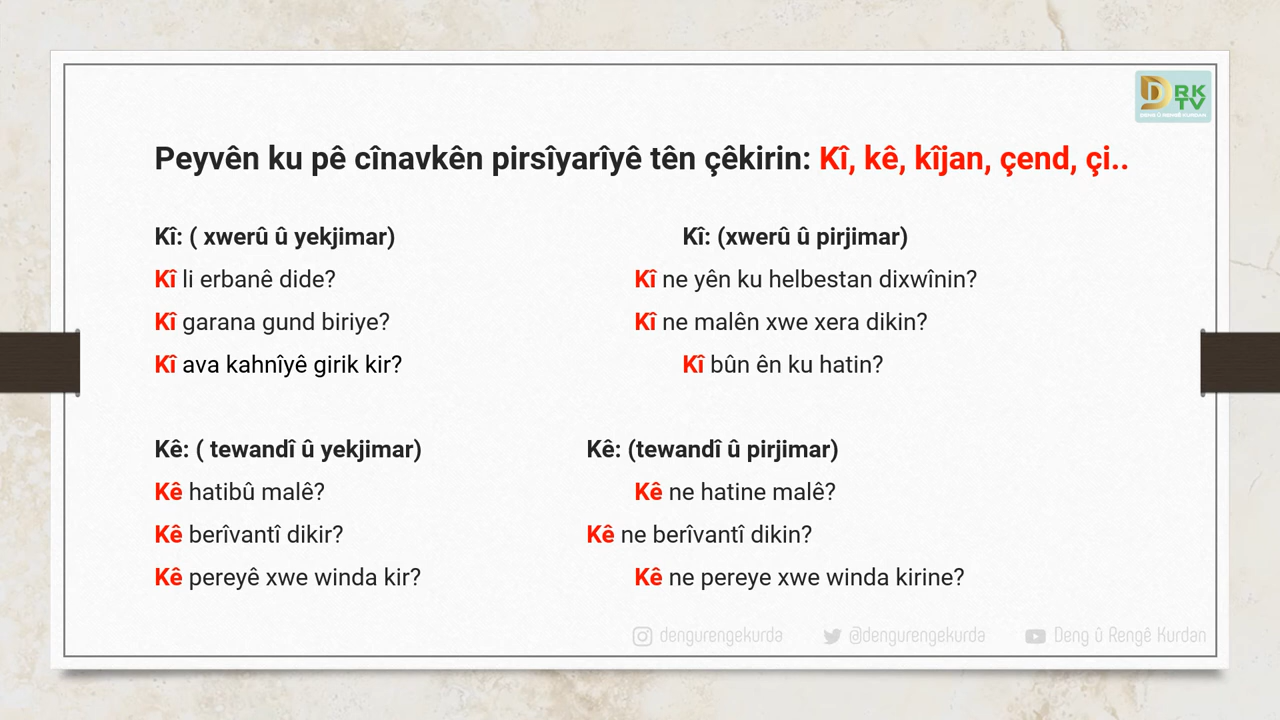 D RK TV
DENG Û RENGÊ KURDAN
Peyvên ku pê cînavkên pirsîyarîyê tên çêkirin: Kî, kê, kîjan, çend, çi..
Kî: ( xwerû û yekjimar)
Kî li erbanê dide?
Kî garana gund biriye?
Kî ava kahnîyê girik kir?
Kî: (xwerû û pirjimar)
Kî ne yên ku helbestan dixwînin?
Kî ne malên xwe xera dikin?
Kî bûn ên ku hatin?
Kê: ( tewandî û yekjimar)
Kê hatibû malê?
Kê berîvantî dikir?
Kê pereyê xwe winda kir?
Kê: (tewandî û pirjimar)
Kê ne hatine malê?
Kê ne berîvantî dikin?
Kê ne pereye xwe winda kirine?
dengurengekurda @dengurengekurda Deng û Rengê Kurdan